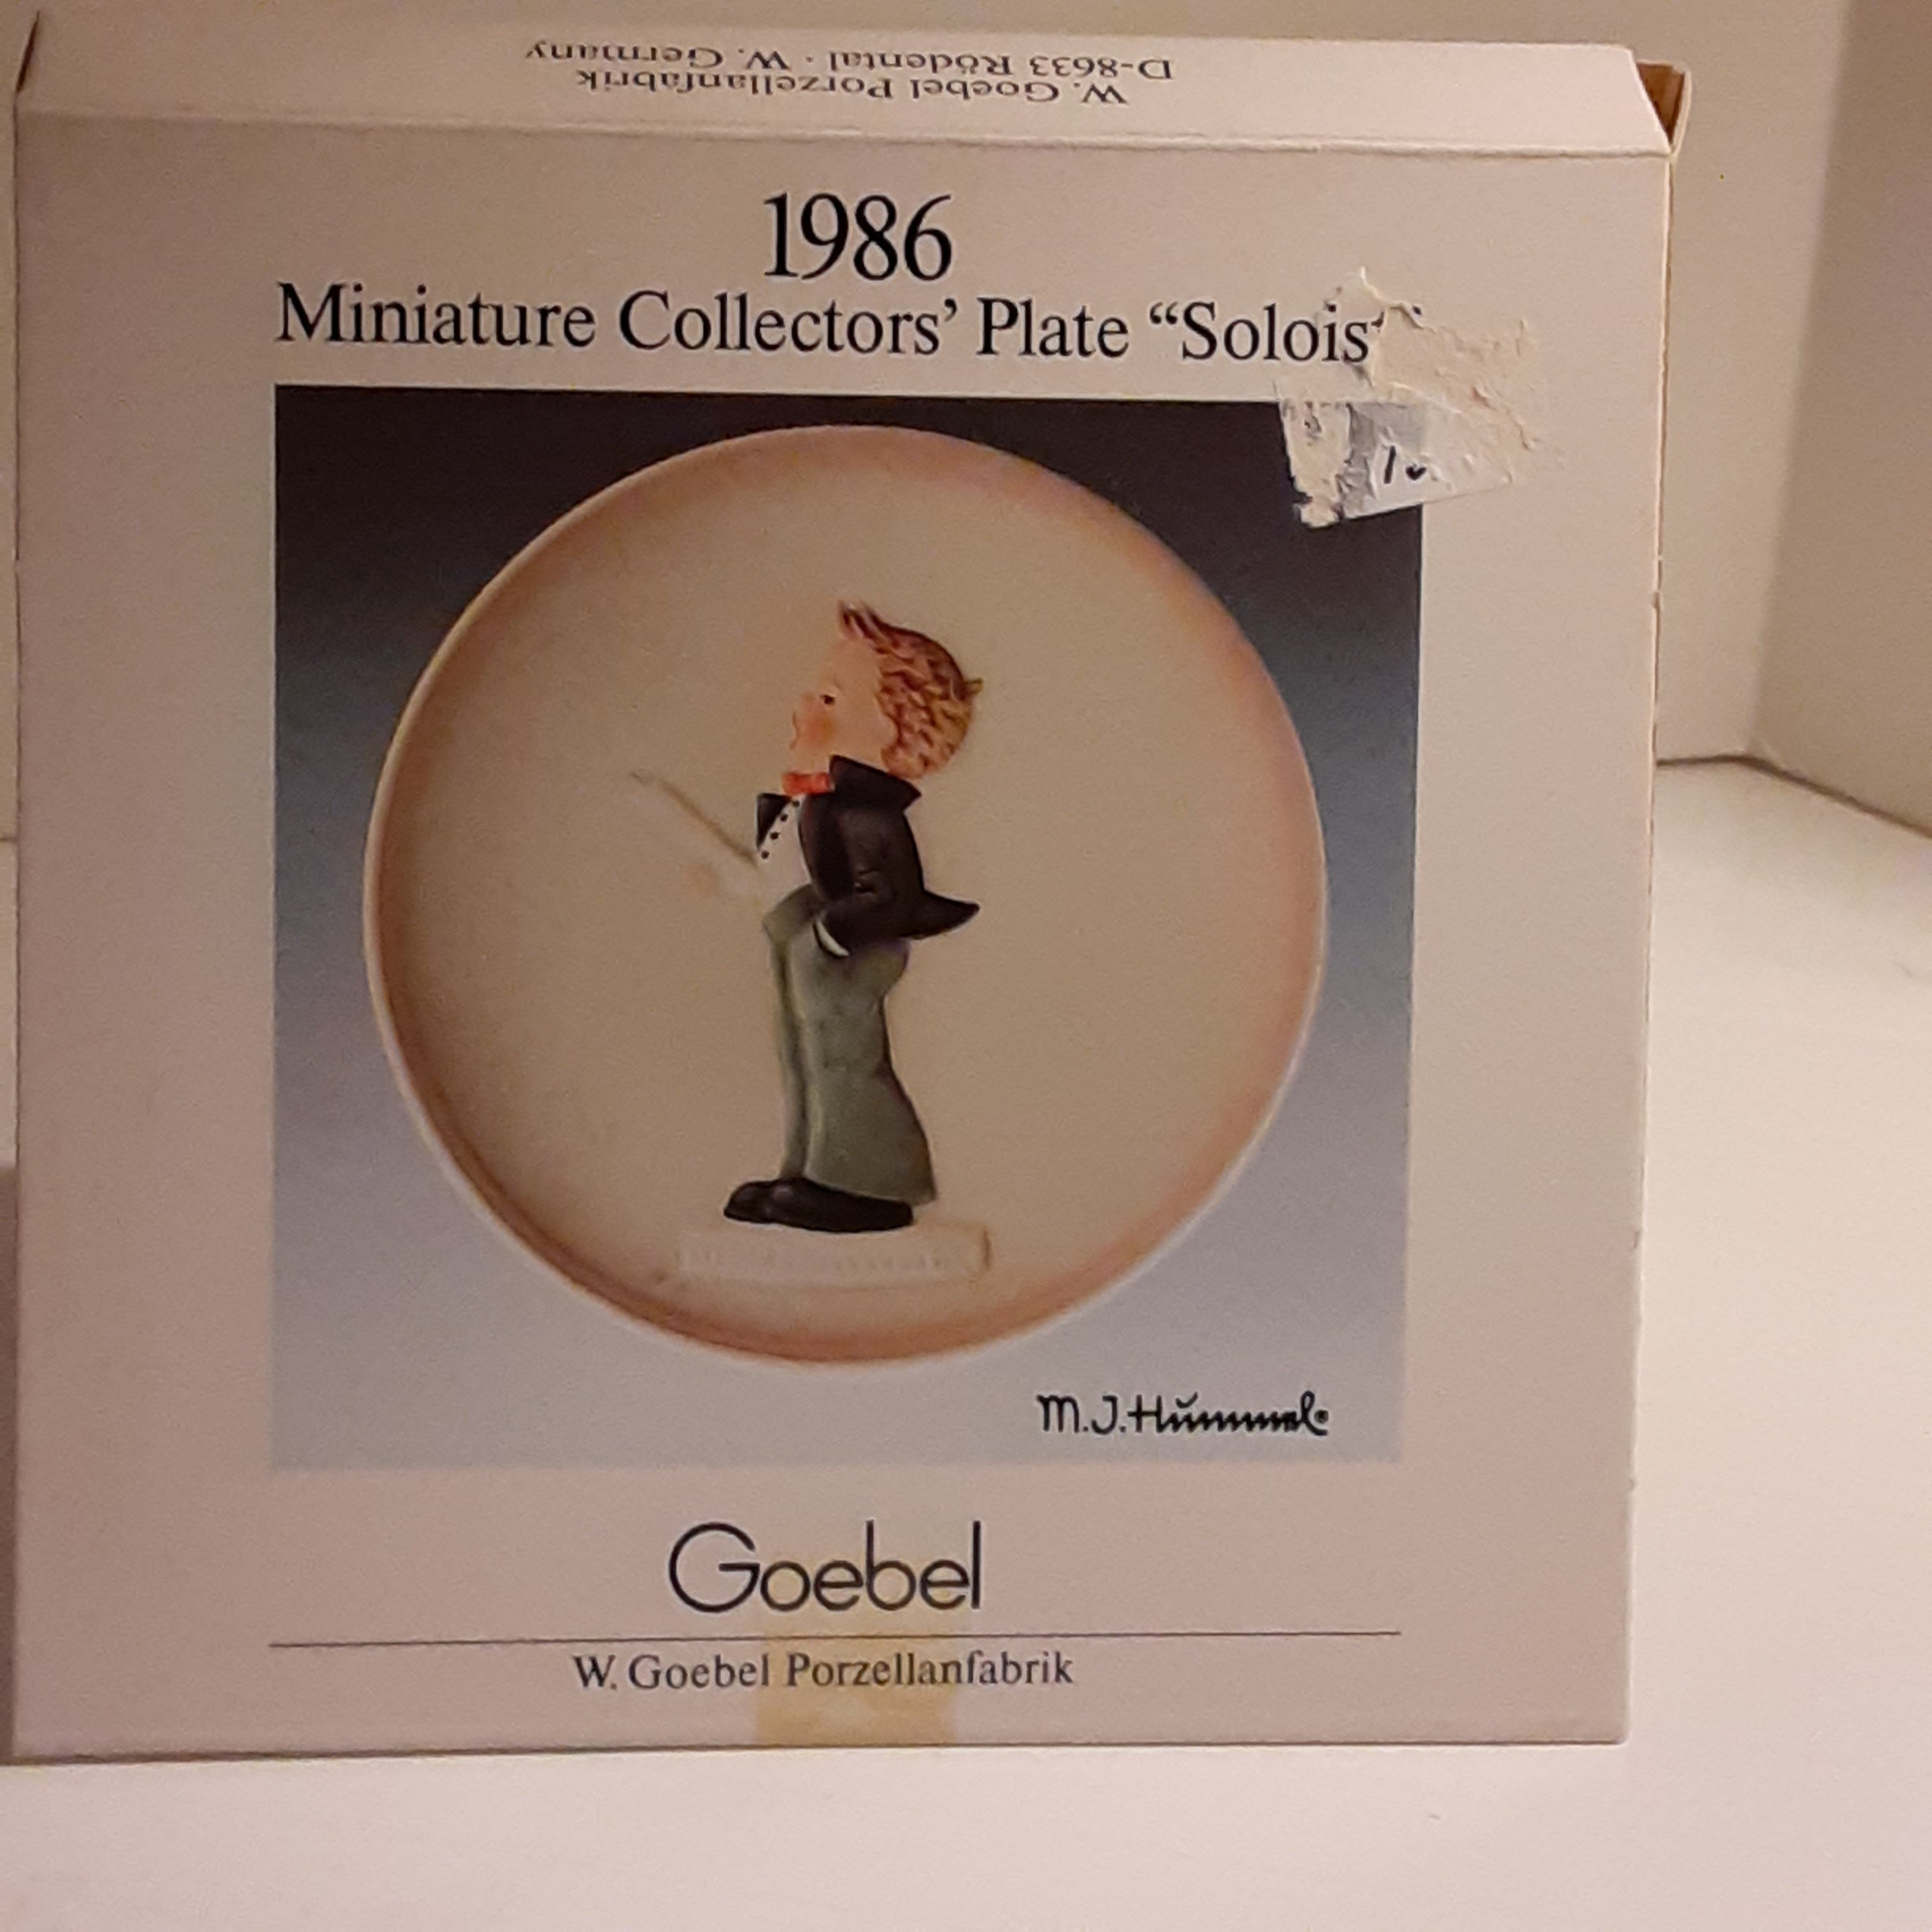 W. Goebel Porzellanfabrik
D-8633 Rödental · W. Germany
1986
Miniature Collectors' Plate “Solois
M.J.Hummel®
Goebel
W. Goebel Porzellanfabrik